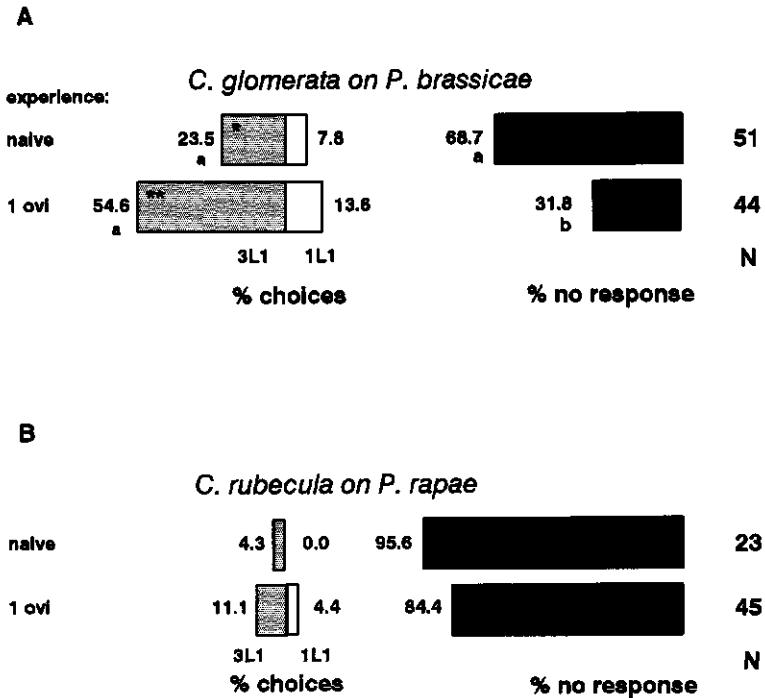 A
C. glomerata on P. brassicae
experience:
naive 23.5 * 7.8 68.7 51
a a
1 ovi 54.6 ** 13.6 31.8 44
a b
3L1 1L1 N
% choices % no response
B
C. rubecula on P. rapae
naive 4.3 0.0 95.6 23
1 ovi 11.1 4.4 84.4 45
3L1 1L1 N
% choices % no response